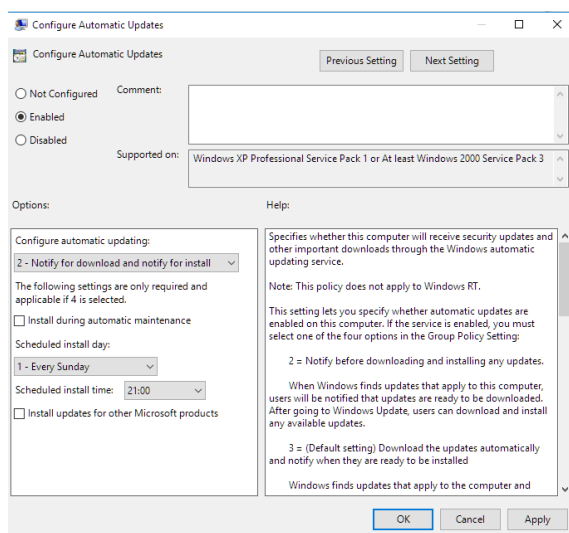 Configure Automatic Updates
Configure Automatic Updates
Previous Setting
Next Setting
Not Configured
Comment:
Enabled
Disabled
Supported on:
Windows XP Professional Service Pack 1 or At least Windows 2000 Service Pack 3
Options:
Help:
Configure automatic updating:
2 - Notify for download and notify for install
The following settings are only required and
applicable if 4 is selected.
Install during automatic maintenance
Scheduled install day:
1 - Every Sunday
Scheduled install time:
21:00
Install updates for other Microsoft products
Specifies whether this computer will receive security updates and
other important downloads through the Windows automatic
updating service.
Note: This policy does not apply to Windows RT.
This setting lets you specify whether automatic updates are
enabled on this computer. If the service is enabled, you must
select one of the four options in the Group Policy Setting:
2 = Notify before downloading and installing any updates.
When Windows finds updates that apply to this computer,
users will be notified that updates are ready to be downloaded.
After going to Windows Update, users can download and install
any available updates.
3 = (Default setting) Download the updates automatically
and notify when they are ready to be installed
Windows finds updates that apply to the computer and
OK
Cancel
Apply